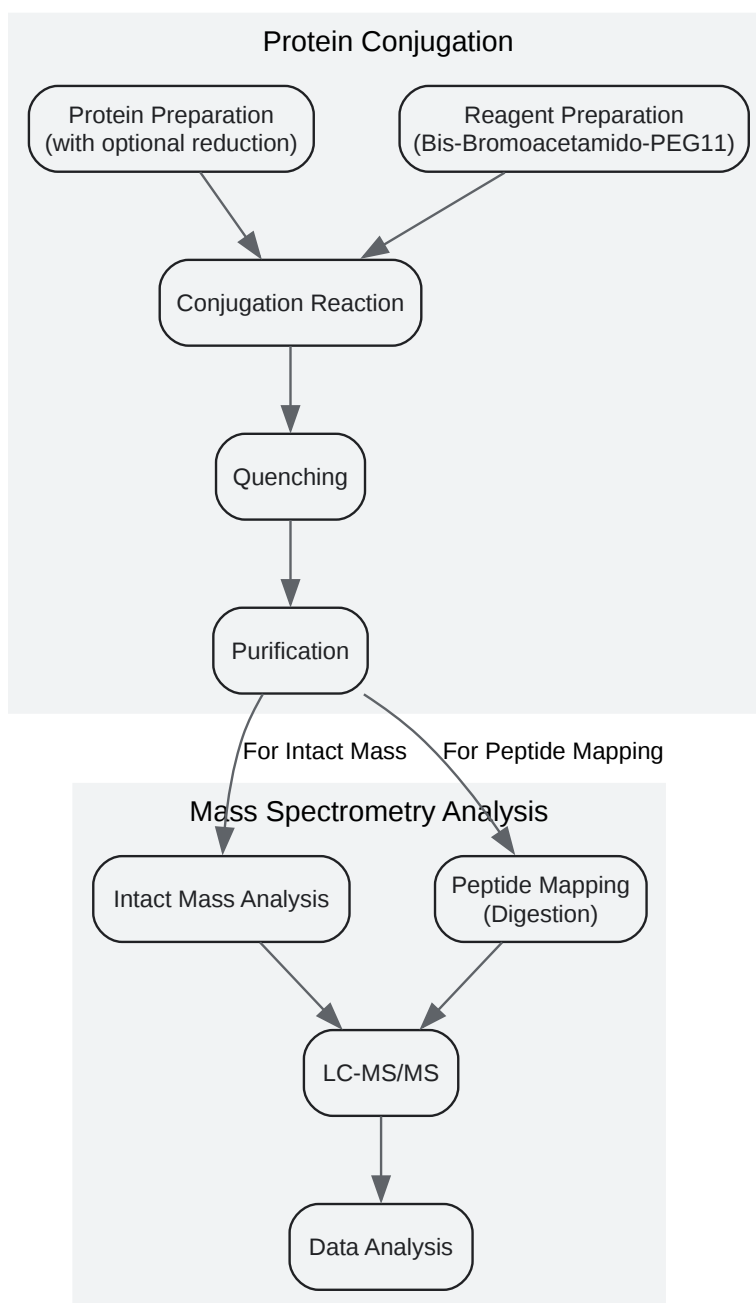 Protein Conjugation
Protein Preparation
(with optional reduction)
Reagent Preparation
(Bis-Bromoacetamido-PEG11)
Conjugation Reaction
Quenching
Purification
For Intact Mass
For Peptide Mapping
Mass Spectrometry Analysis
Intact Mass Analysis
Peptide Mapping
(Digestion)
LC-MS/MS
Data Analysis